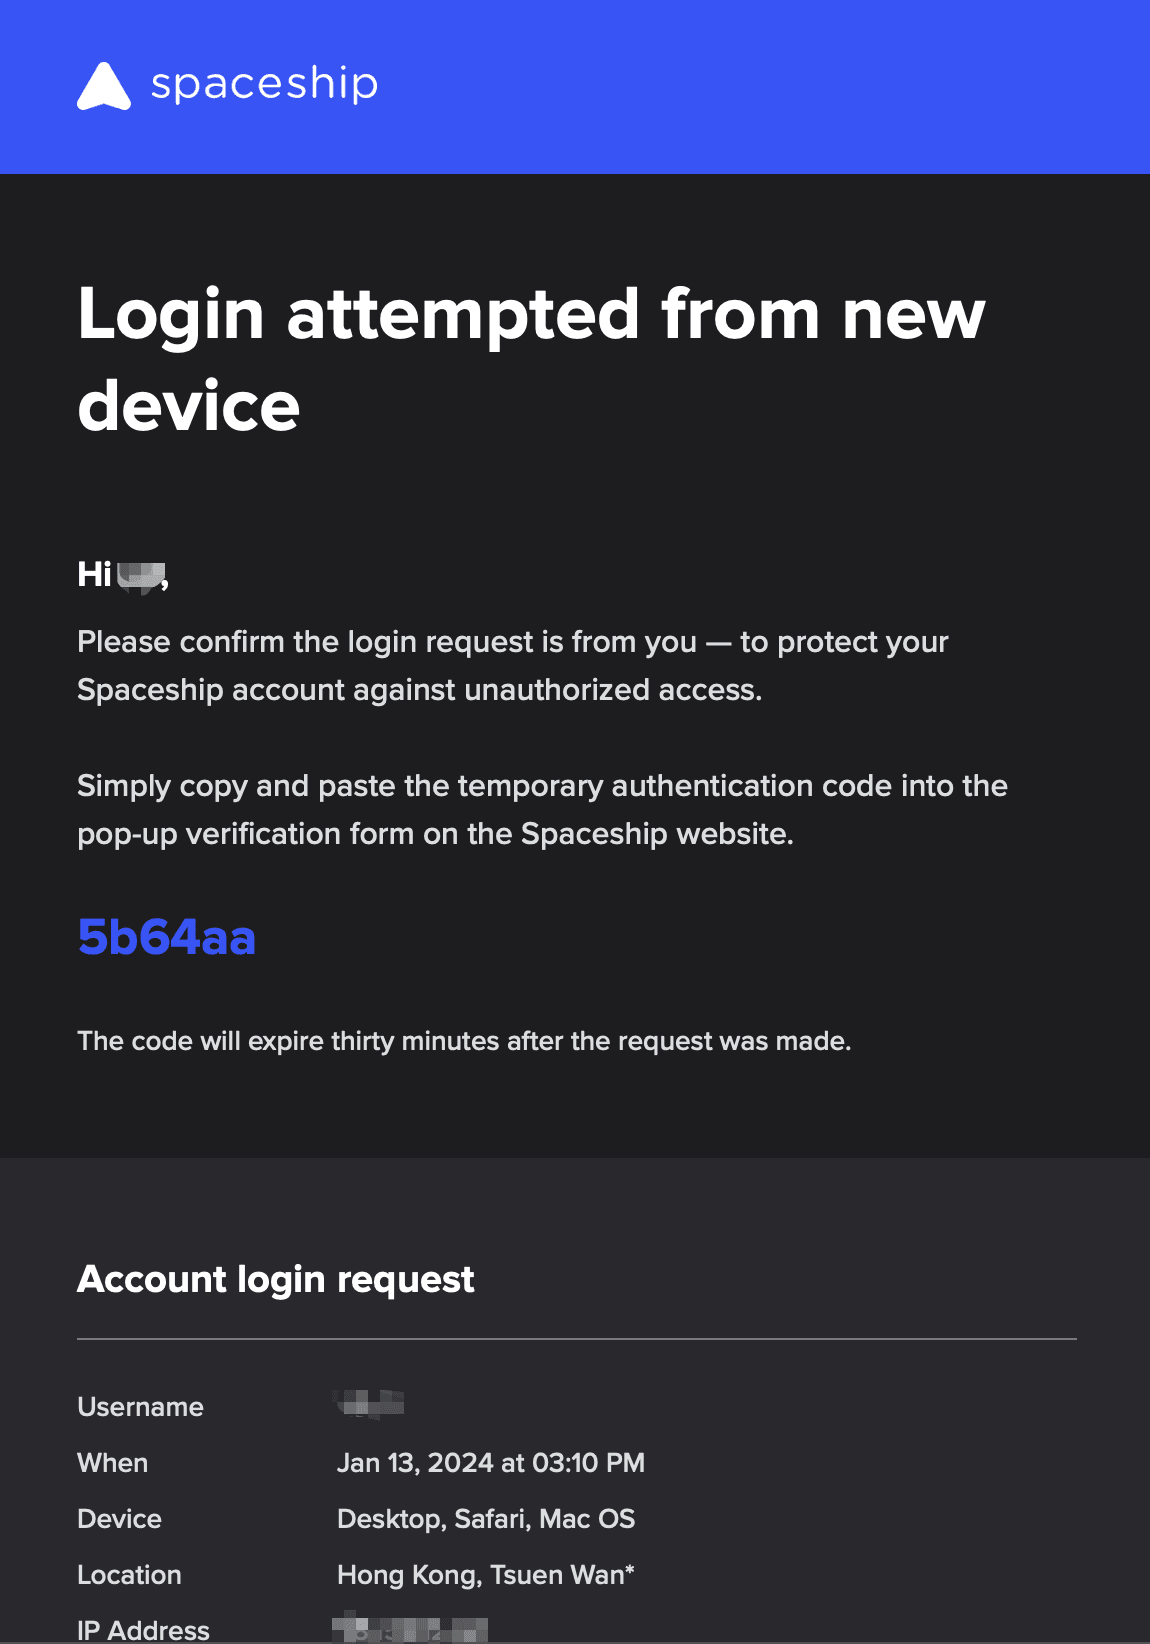 spaceship
Login attempted from new
device
Hi ,
Please confirm the login request is from you — to protect your
Spaceship account against unauthorized access.
Simply copy and paste the temporary authentication code into the
pop-up verification form on the Spaceship website.
5b64aa
The code will expire thirty minutes after the request was made.
Account login request
Username
When Jan 13, 2024 at 03:10 PM
Device Desktop, Safari, Mac OS
Location Hong Kong, Tsuen Wan*
IP Address